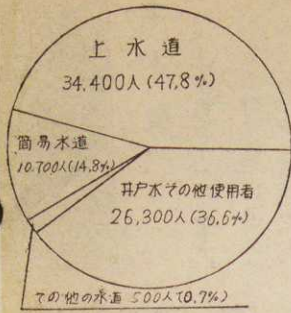 上水道
34,400人(47.8%)
簡易水道
10,700人(14.8%)
井戸水その他使用者
26,300人(36.6%)
その他の水道 500人(0.7%)